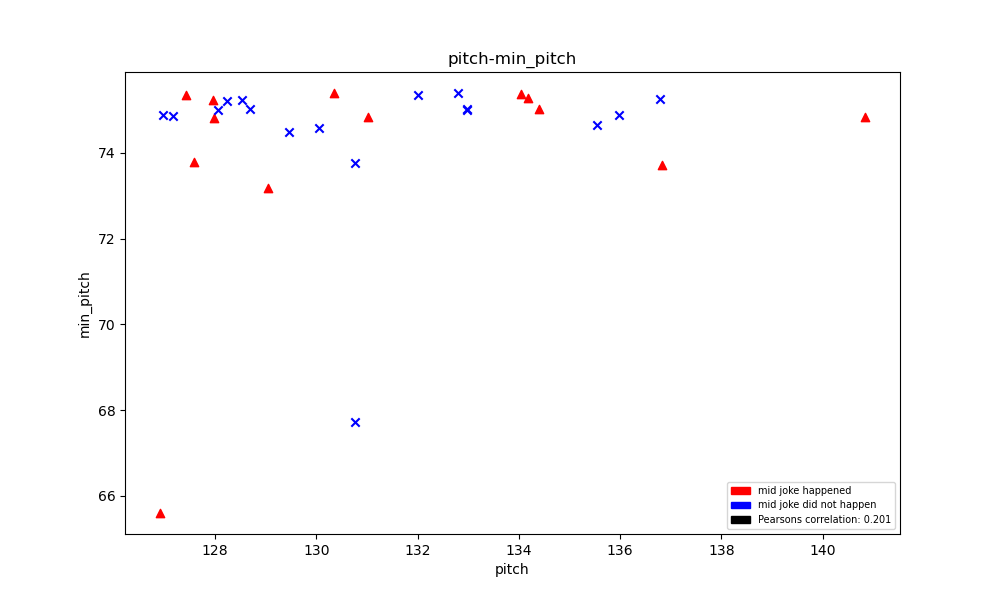 pitch-min_pitch
min_pitch
74
72
70
68
66
128 130 132 134 136 138 140
pitch
mid joke happened
mid joke did not happen
Pearsons correlation: 0.201